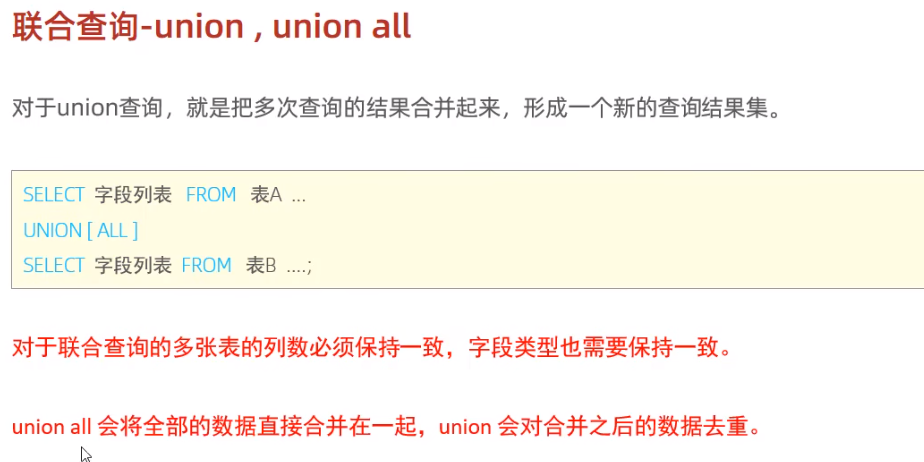 联合查询-union , union all
对于union查询，就是把多次查询的结果合并起来，形成一个新的查询结果集。
SELECT 字段列表 FROM 表A ...
UNION [ ALL ]
SELECT 字段列表 FROM 表B ....;
对于联合查询的多张表的列数必须保持一致，字段类型也需要保持一致。
union all 会将全部的数据直接合并在一起，union 会对合并之后的数据去重。